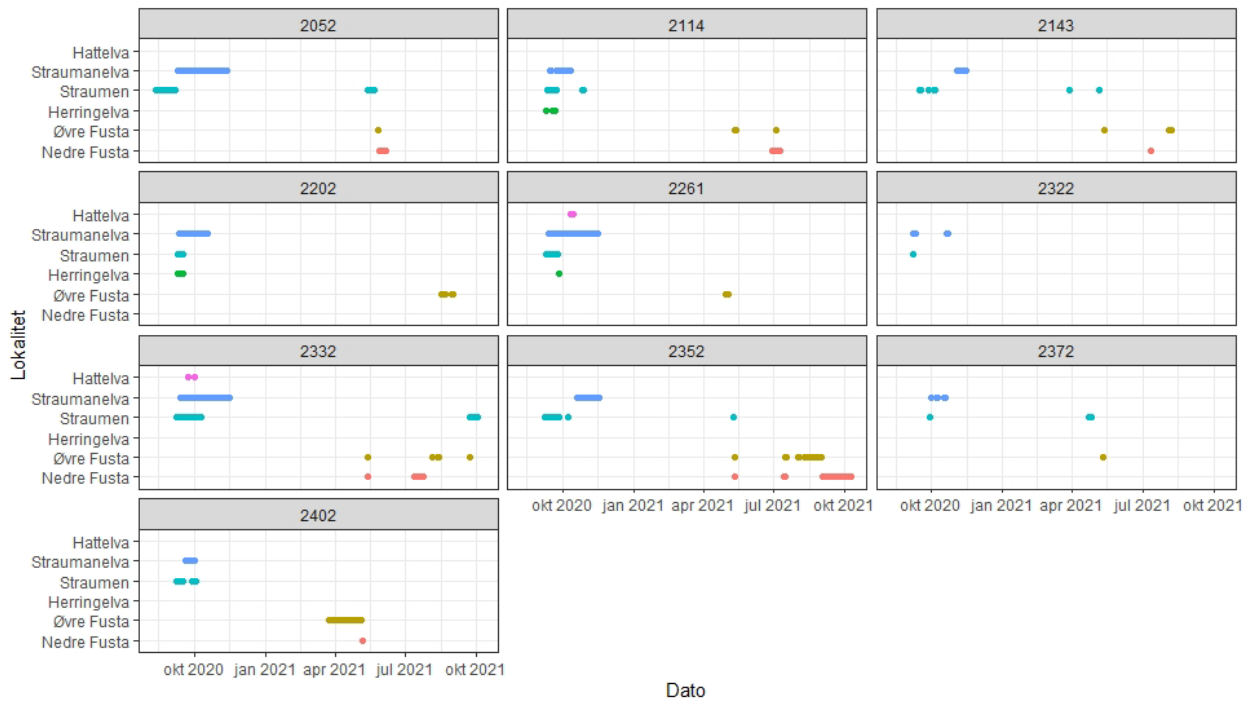 2052
2114
2143
Hattelva
Straumanelva
Straumen
Herringelva
Øvre Fusta
Nedre Fusta
2202
2261
2322
Hattelva
Straumanelva
Straumen
Herringelva
Øvre Fusta
Nedre Fusta
Lokalitet
2332
2352
2372
Hattelva
Straumanelva
Straumen
Herringelva
Øvre Fusta
Nedre Fusta
okt 2020 jan 2021 apr 2021 jul 2021 okt 2021
okt 2020 jan 2021 apr 2021 jul 2021 okt 2021
2402
Hattelva
Straumanelva
Straumen
Herringelva
Øvre Fusta
Nedre Fusta
okt 2020 jan 2021 apr 2021 jul 2021 okt 2021
Dato